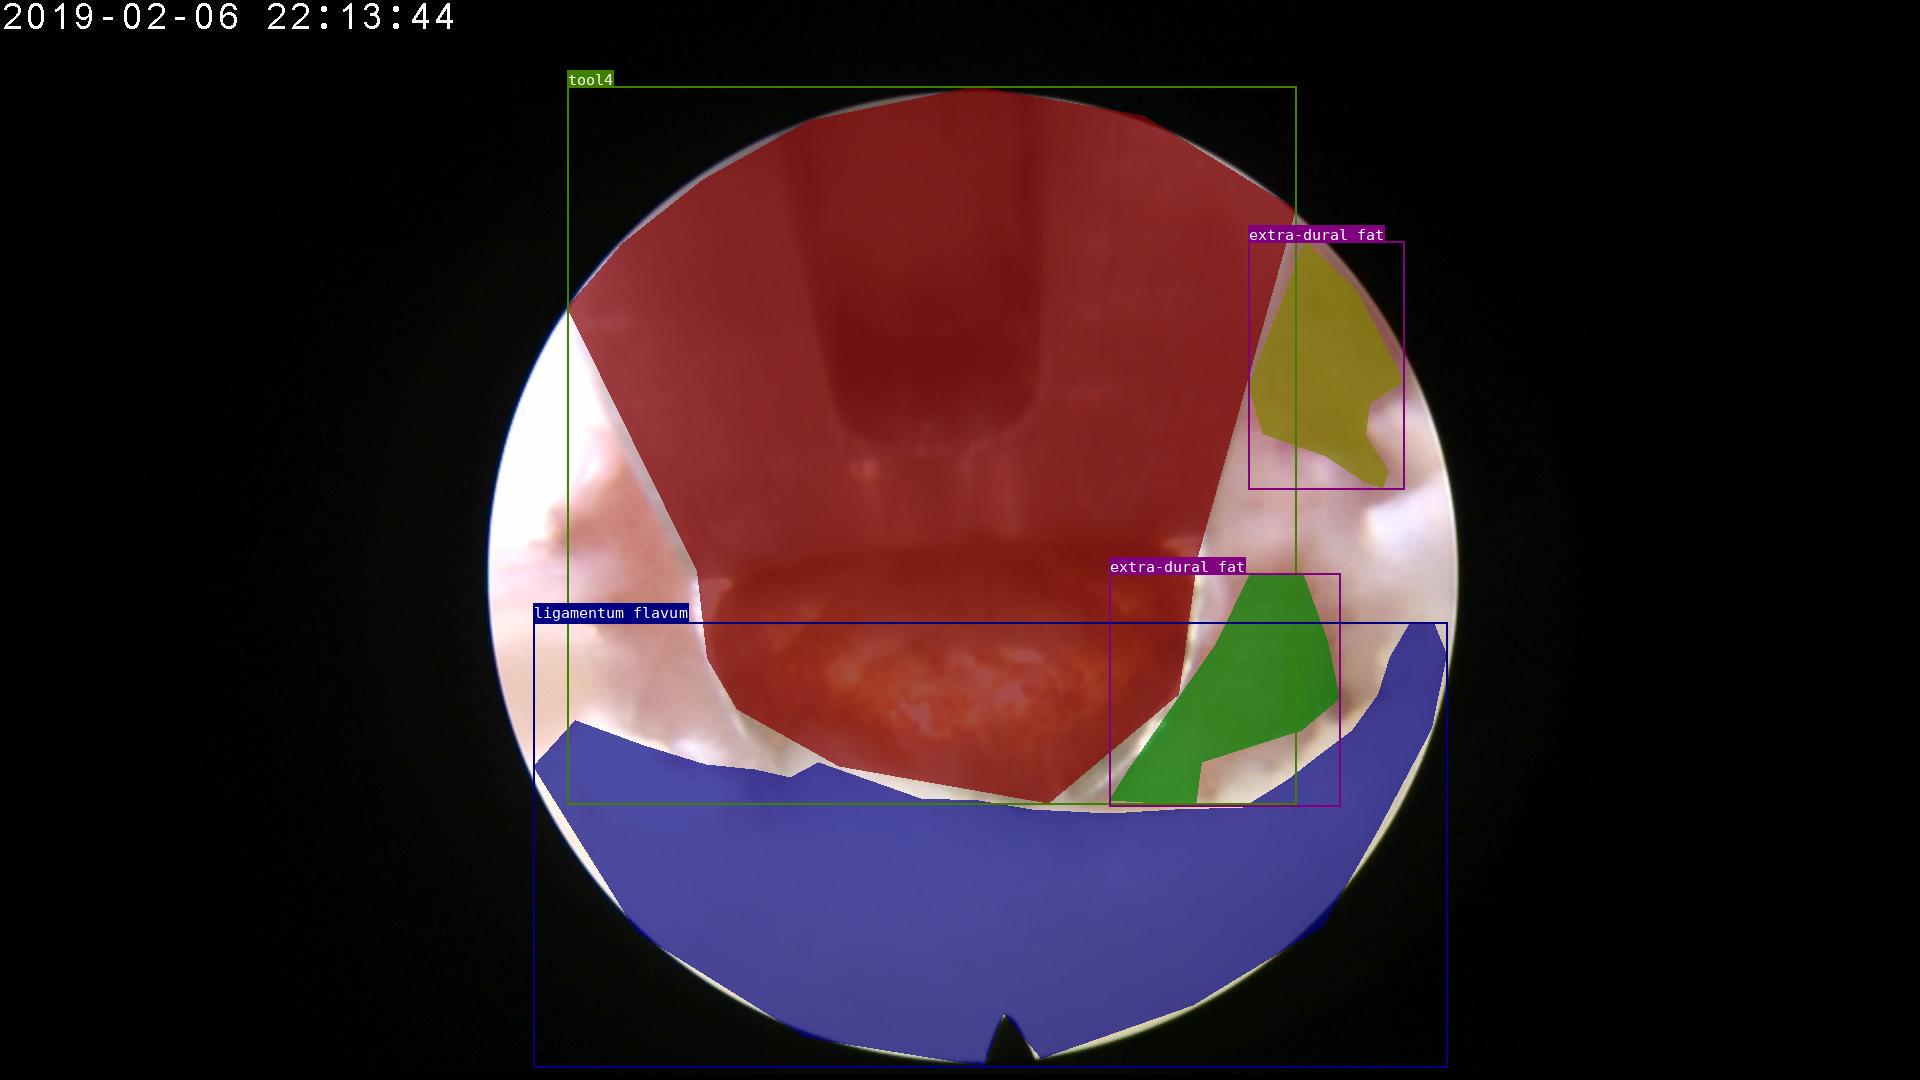 2019-02-06 22:13:44
tool4
extra-dural fat
extra-dural fat
ligamentum flavum